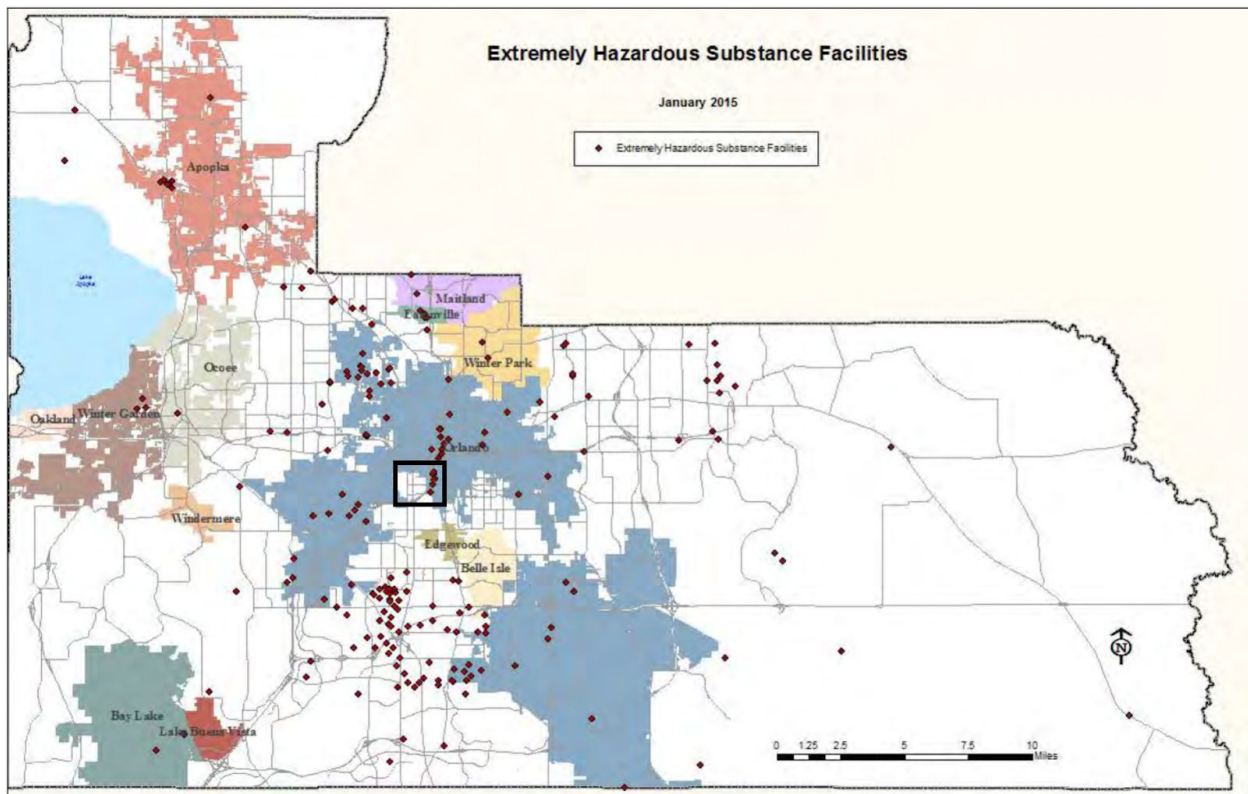 Extremely Hazardous Substance Facilities
January 2015
Extremely Hazardous Substance Facilities
Apopka
Lake
Apopka
Maitland
Eatonville
Winter Park
Ocoee
Oakland
Winter Garden
Orlando
Windermere
Edgewood
Belle Isle
N
Bay Lake
Lake Buena Vista
0 1.25 2.5 5 7.5 10
Miles